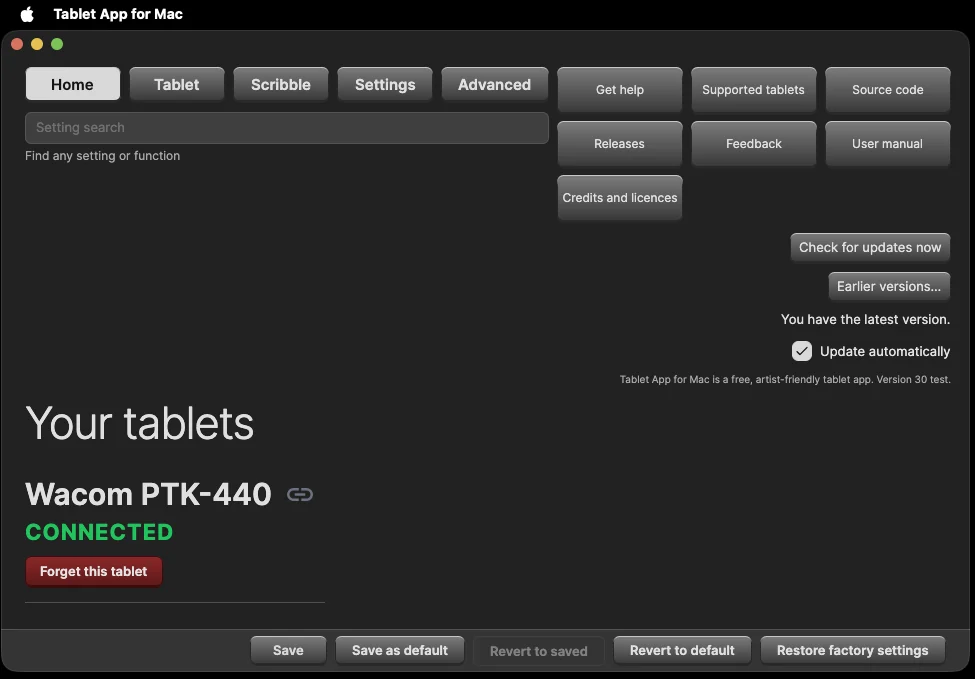 Tablet App for Mac
Home
Tablet
Scribble
Settings
Advanced
Get help
Supported tablets
Source code
Setting search
Find any setting or function
Releases
Feedback
User manual
Credits and licences
Check for updates now
Earlier versions...
You have the latest version.
Update automatically
Tablet App for Mac is a free, artist-friendly tablet app. Version 30 test.
Your tablets
Wacom PTK-440
CONNECTED
Forget this tablet
Save
Save as default
Revert to saved
Revert to default
Restore factory settings